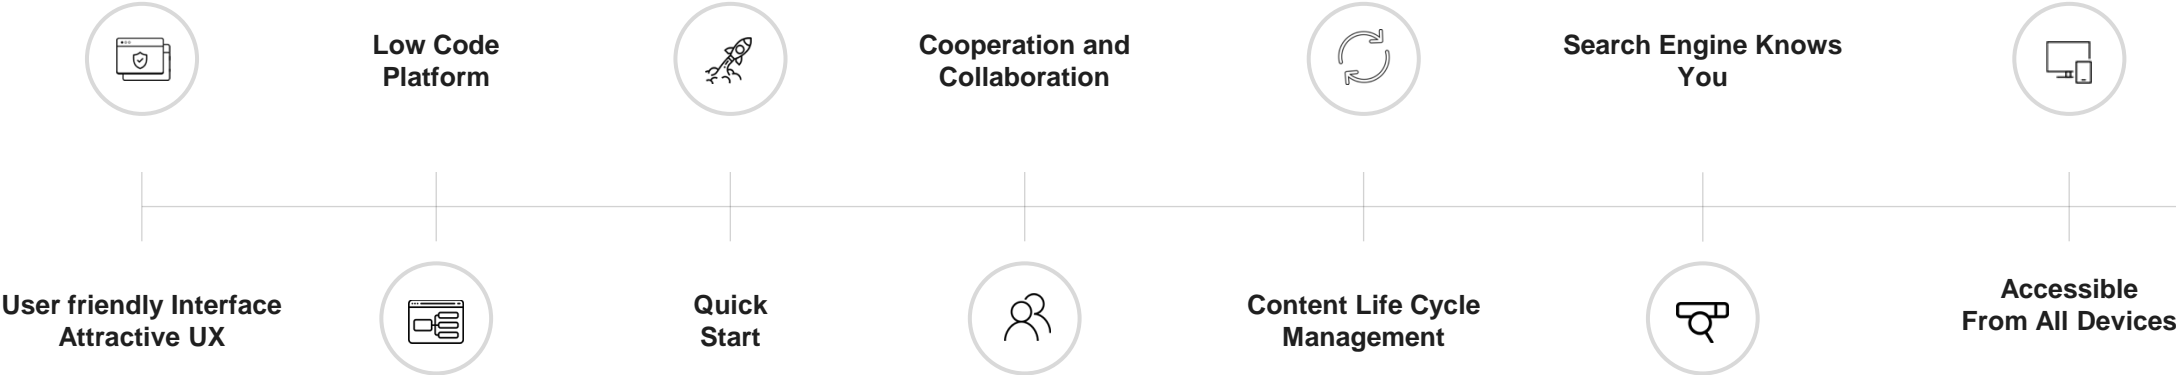 Low Code
Platform
Cooperation and
Collaboration
Search Engine Knows
You
User friendly Interface
Attractive UX
Quick
Start
Content Life Cycle
Management
Accessible
From All Devices